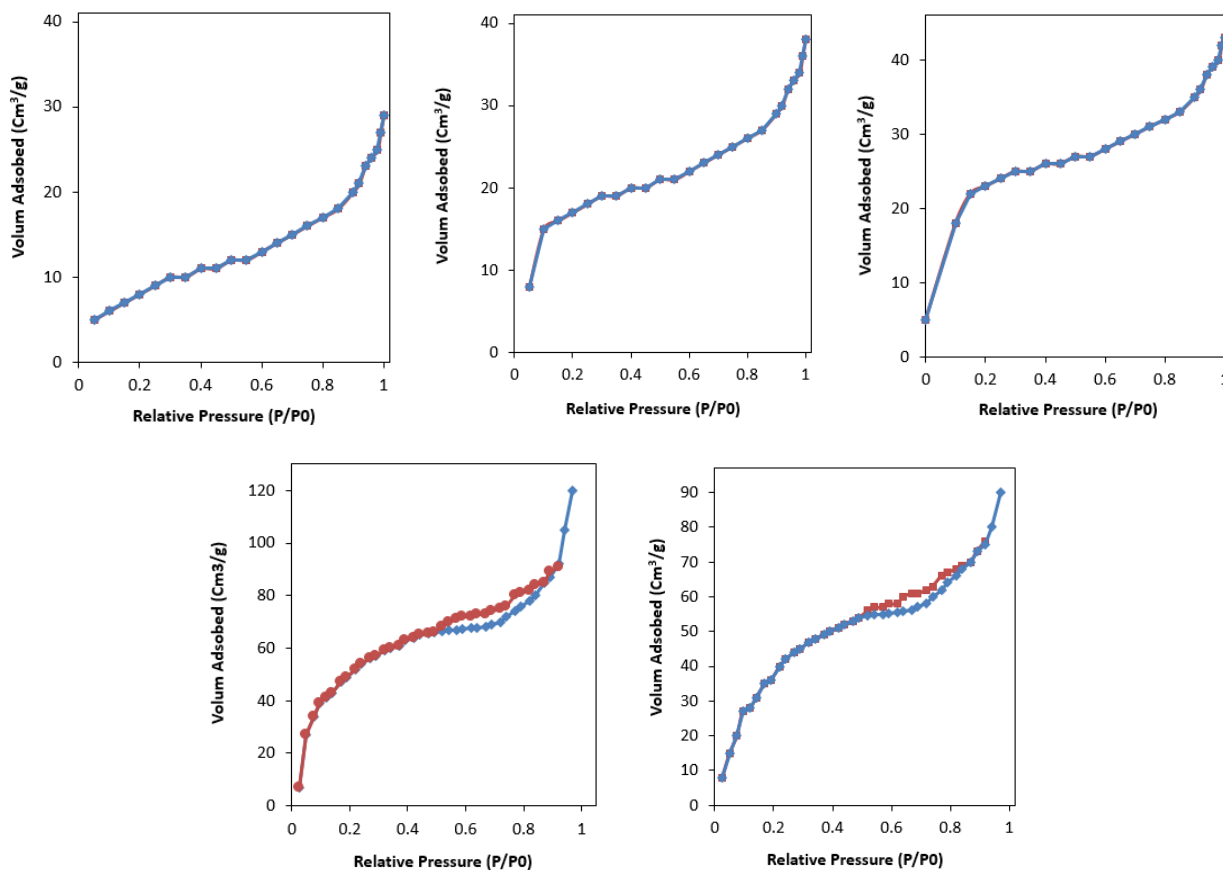 Volum Adsobed (Cm³/g)
40
30
20
10
0
0 0.2 0.4 0.6 0.8 1
Relative Pressure (P/P0)
Volum Adsobed (Cm³/g)
40
30
20
10
0
0 0.2 0.4 0.6 0.8 1
Relative Pressure (P/P0)
Volum Adsobed (Cm³/g)
40
30
20
10
0
0 0.2 0.4 0.6 0.8 1
Relative Pressure (P/P0)
Volum Adsobed (Cm3/g)
120
100
80
60
40
20
0
0 0.2 0.4 0.6 0.8 1
Relative Pressure (P/P0)
Volum Adsobed (Cm³/g)
90
80
70
60
50
40
30
20
10
0
0 0.2 0.4 0.6 0.8 1
Relative Pressure (P/P0)